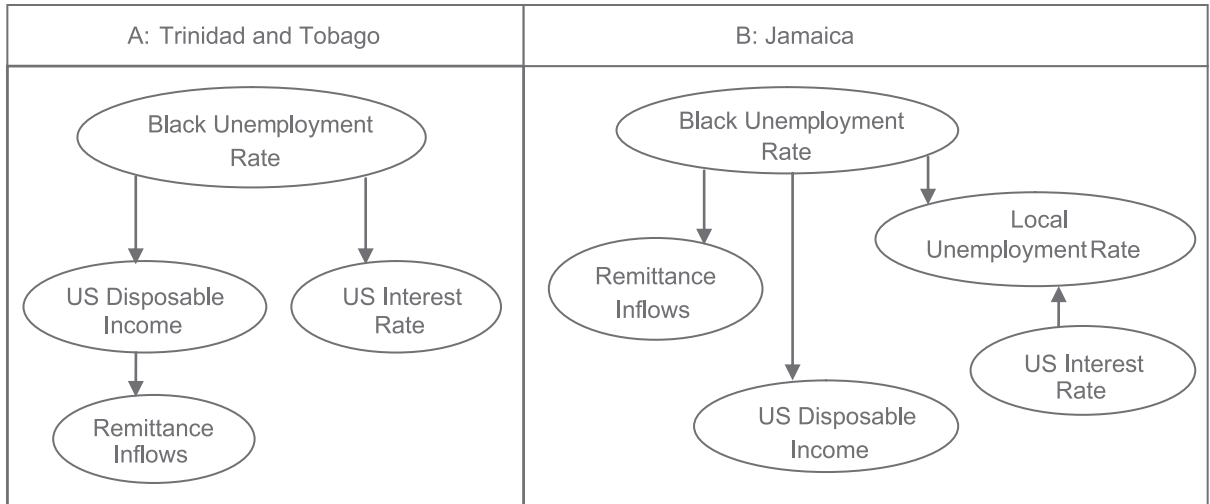 A: Trinidad and Tobago
B: Jamaica
Black Unemployment
Rate
US Disposable
Income
US Interest
Rate
Remittance
Inflows
Black Unemployment
Rate
Local
Unemployment Rate
Remittance
Inflows
US Interest
Rate
US Disposable
Income